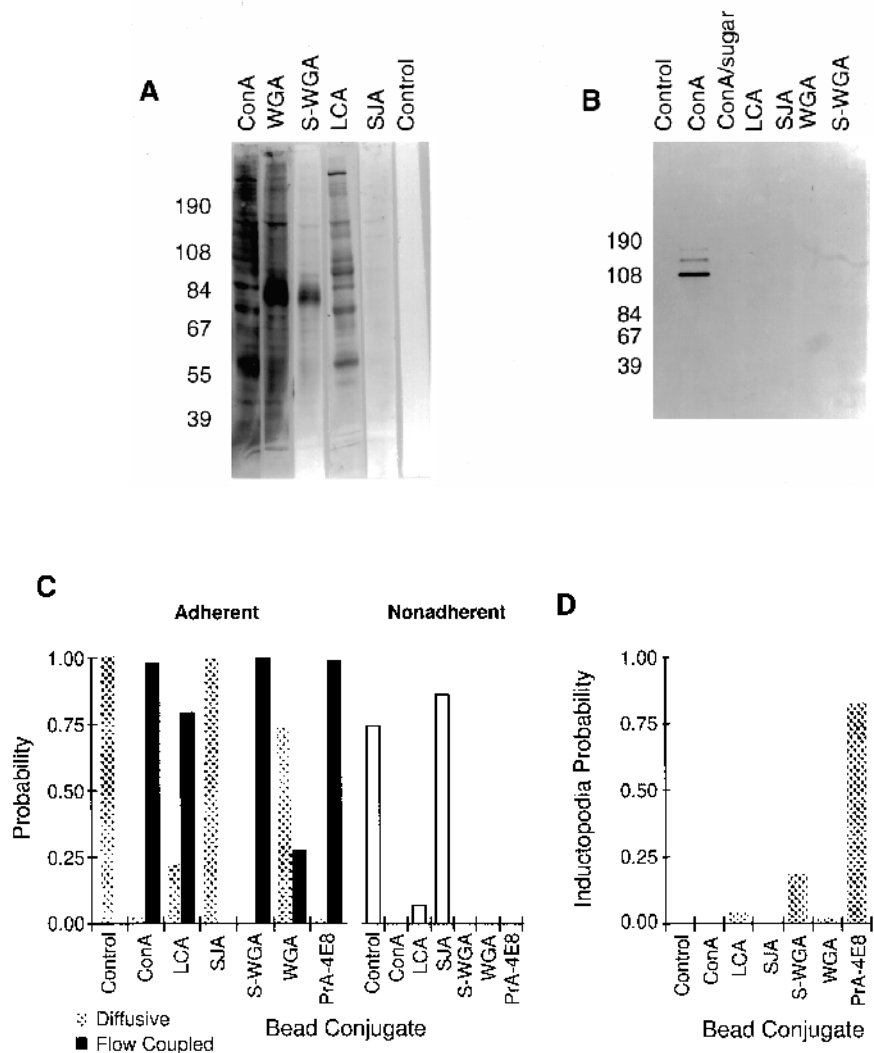 A
ConA
WGA
S-WGA
LCA
SJA
Control
190
108
84
67
55
39
B
Control
ConA
ConA/sugar
LCA
SJA
WGA
S-WGA
190
108
84
67
39
C
Adherent
Nonadherent
Probability
1.00
0.75
0.50
0.25
0.00
Control
ConA
LCA
SJA
S-WGA
WGA
PrA-4E8
Control
ConA
LCA
SJA
S-WGA
WGA
PrA-4E8
Diffusive
Flow Coupled
Bead Conjugate
D
Inductopodia Probability
1.00
0.75
0.50
0.25
0.00
Control
ConA
LCA
SJA
S-WGA
WGA
PrA-4E8
Bead Conjugate